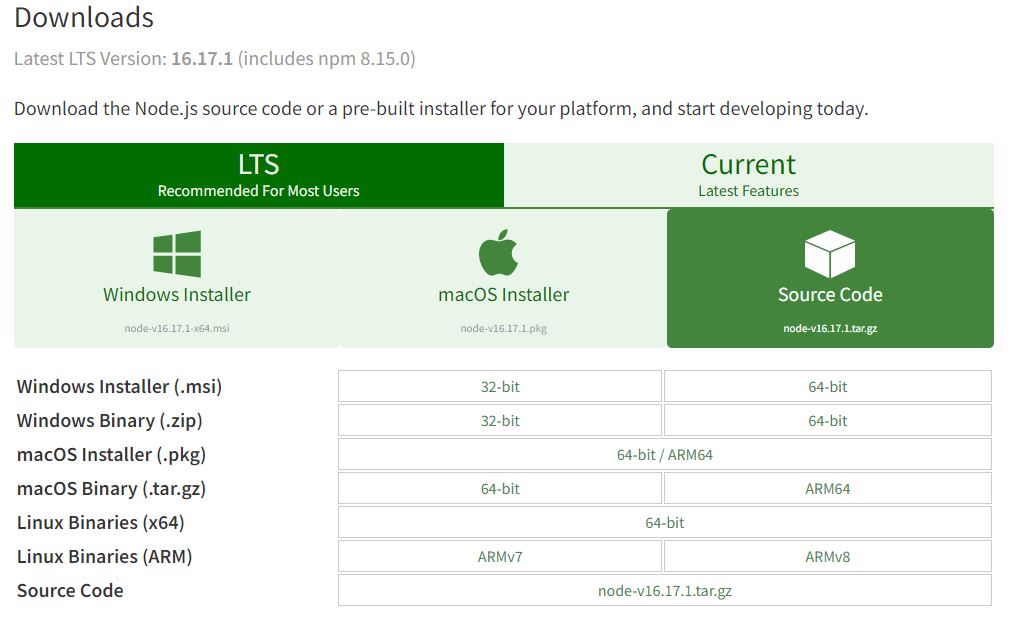 Downloads
Latest LTS Version: 16.17.1 (includes npm 8.15.0)
Download the Node.js source code or a pre-built installer for your platform, and start developing today.
LTS
Recommended For Most Users
Current
Latest Features
Windows Installer
node-v16.17.1-x64.msi
macOS Installer
node-v16.17.1.pkg
Source Code
node-v16.17.1.tar.gz
Windows Installer (.msi) 32-bit 64-bit
Windows Binary (.zip) 32-bit 64-bit
macOS Installer (.pkg) 64-bit / ARM64
macOS Binary (.tar.gz) 64-bit ARM64
Linux Binaries (x64) 64-bit
Linux Binaries (ARM) ARMv7 ARMv8
Source Code node-v16.17.1.tar.gz